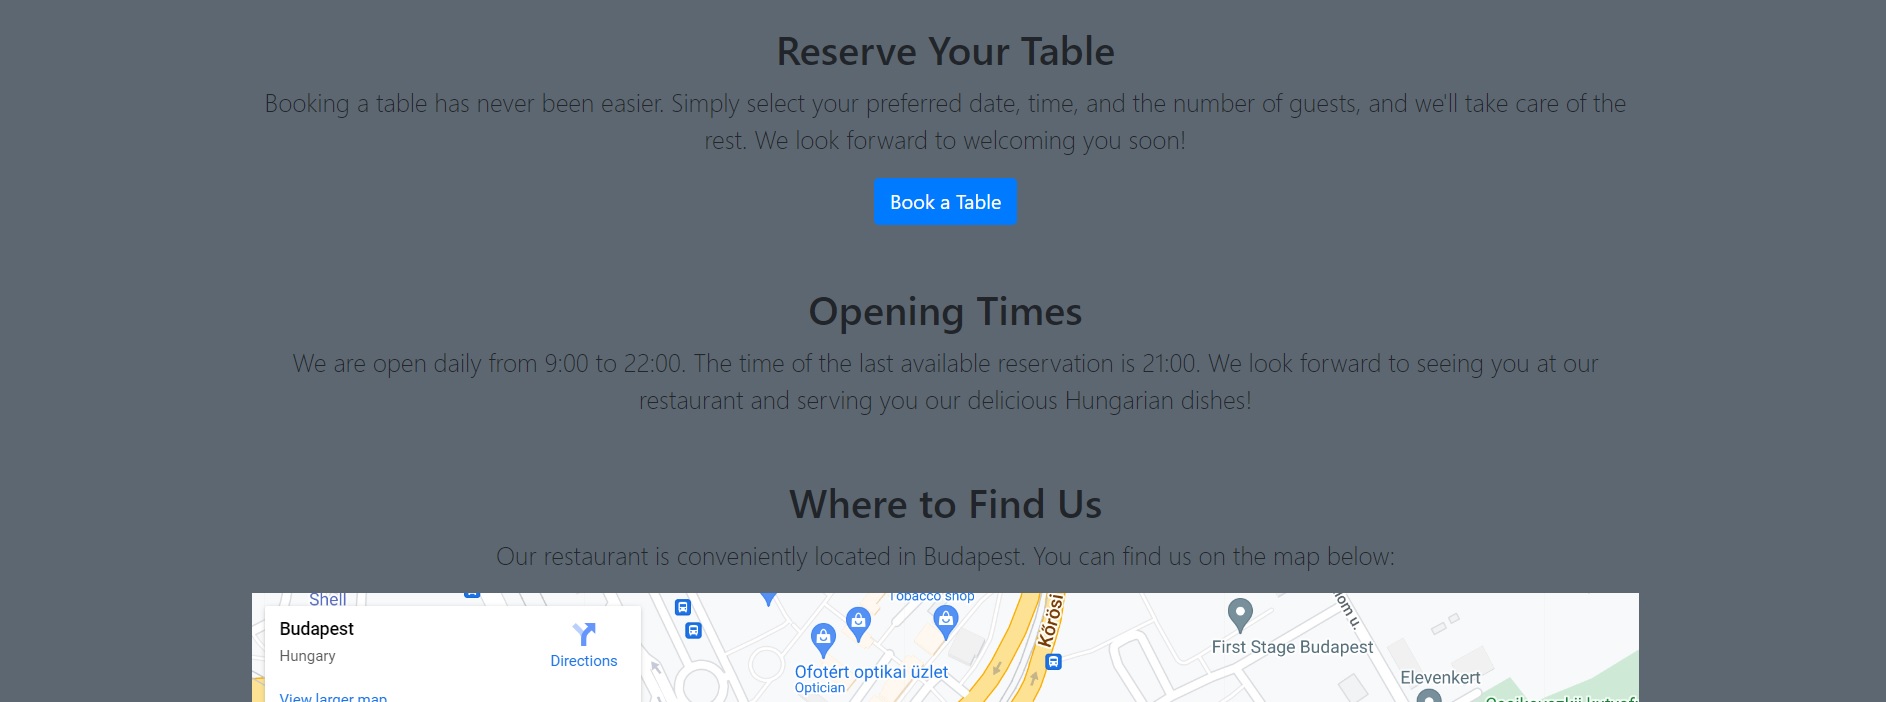 Reserve Your Table
Booking a table has never been easier. Simply select your preferred date, time, and the number of guests, and we'll take care of the
rest. We look forward to welcoming you soon!
Book a Table
Opening Times
We are open daily from 9:00 to 22:00. The time of the last available reservation is 21:00. We look forward to seeing you at our
restaurant and serving you our delicious Hungarian dishes!
Where to Find Us
Our restaurant is conveniently located in Budapest. You can find us on the map below:
Shell
Tobacco shop
Budapest
Hungary
Directions
View larger map
Ofotért optikai üzlet
Optician
Kőrösi
First Stage Budapest
Elevenkert